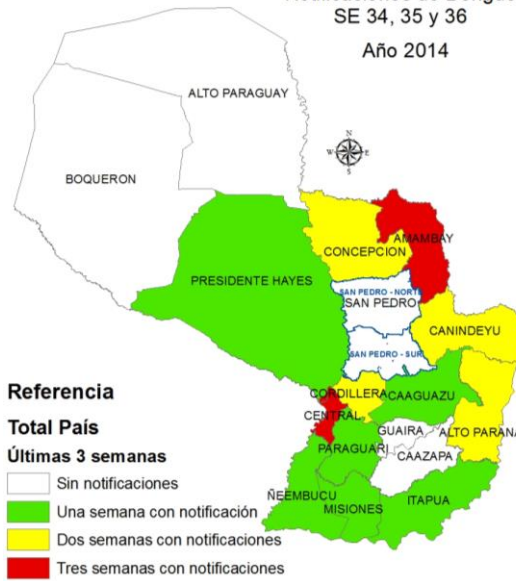 SE 34, 35 y 36
Año 2014
ALTO PARAGUAY
N
W E
S
BOQUERON
AMAMBAY
CONCEPCION
PRESIDENTE HAYES
SAN PEDRO - NORTE
SAN PEDRO
CANINDEYU
SAN PEDRO - SUR
CORDILLERA
CAAGUAZU
CENTRAL
GUAIRA
ALTO PARANA
PARAGUARI
CAAZAPA
ÑEEMBUCU
MISIONES
ITAPUA
Referencia
Total País
Últimas 3 semanas
Sin notificaciones
Una semana con notificación
Dos semanas con notificaciones
Tres semanas con notificaciones